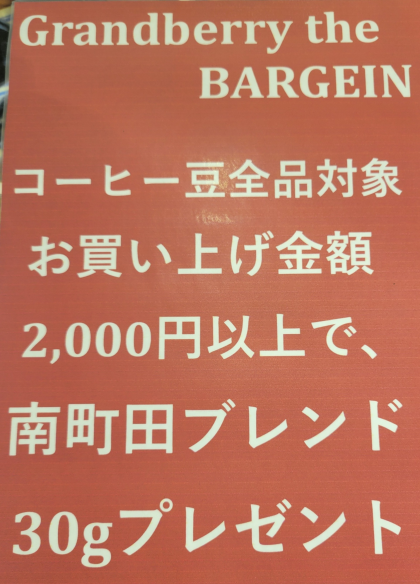 Grandberry the
BARGEIN
コーヒー豆全品対象
お買い上げ金額
2,000円以上で、
南町田ブレンド
30gプレゼント